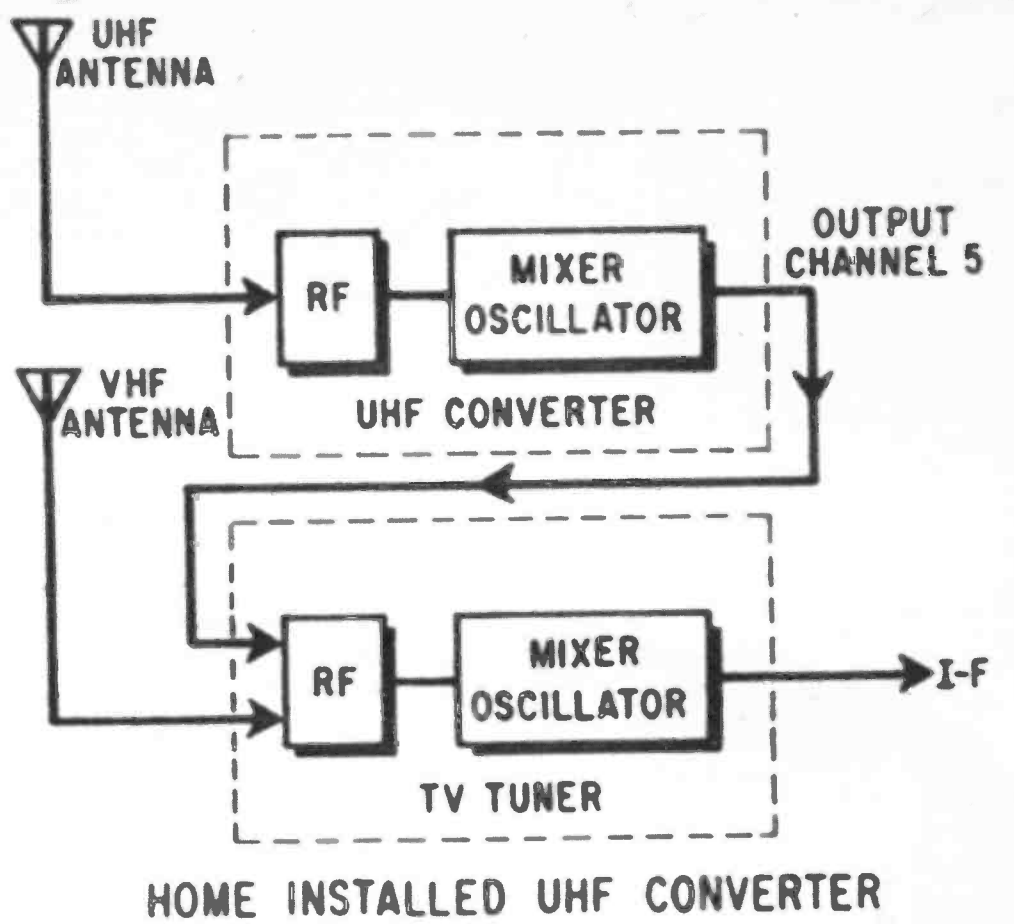 UHF
ANTENNA
OUTPUT
CHANNEL 5
RF
MIXER
OSCILLATOR
UHF CONVERTER
VHF
ANTENNA
RF
MIXER
OSCILLATOR
I-F
TV TUNER
HOME INSTALLED UHF CONVERTER